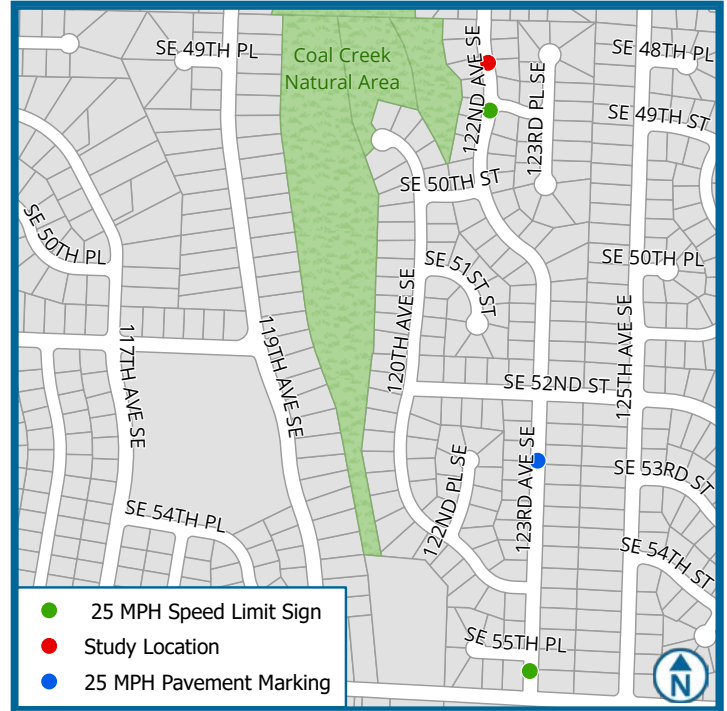 SE 49TH PL
Coal Creek
Natural Area
122ND AVE SE
123RD PL SE
SE 48TH PL
SE 49TH ST
SE 50TH ST
SE 50TH PL
SE 51ST ST
SE 50TH PL
120TH AVE SE
119TH AVE SE
117TH AVE SE
125TH AVE SE
SE 52ND ST
123RD AVE SE
122ND PL SE
SE 53RD ST
SE 54TH PL
SE 54TH ST
SE 55TH PL
25 MPH Speed Limit Sign
Study Location
25 MPH Pavement Marking
N